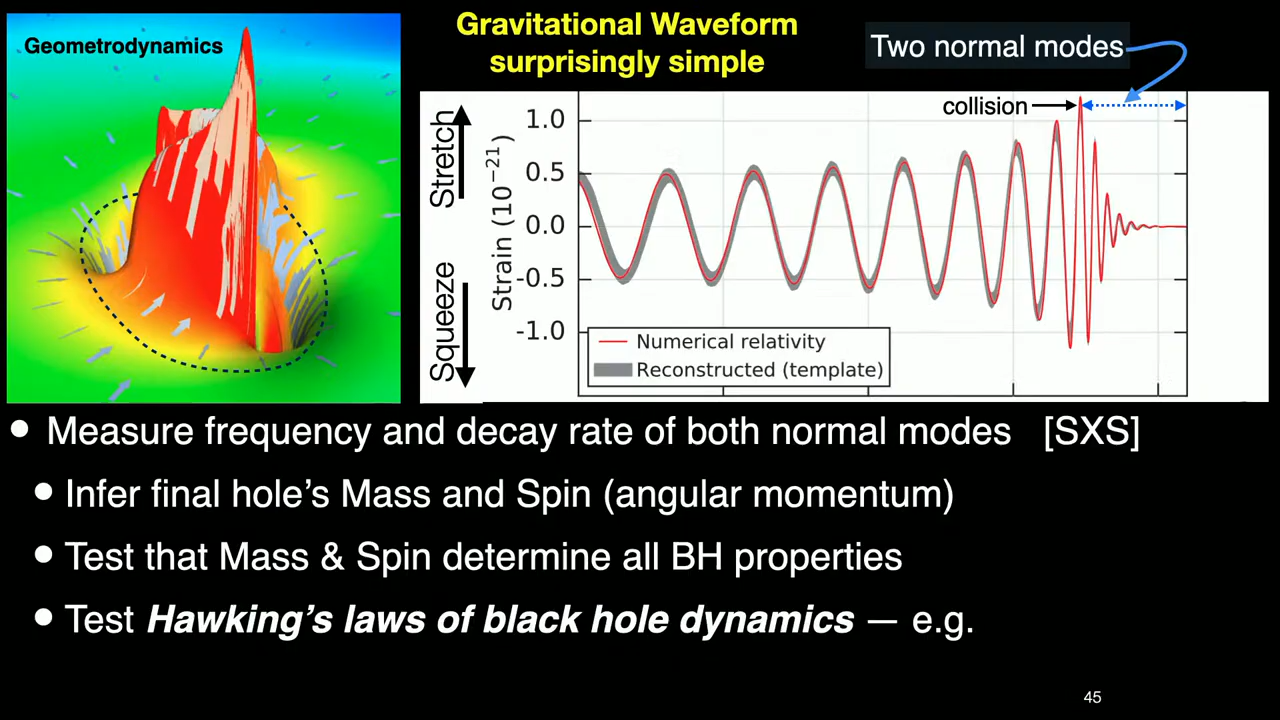 Geometrodynamics
Gravitational Waveform
surprisingly simple
Two normal modes
collision
Stretch
Squeeze
Strain (10⁻²¹)
1.0
0.5
0.0
-0.5
-1.0
Numerical relativity
Reconstructed (template)
• Measure frequency and decay rate of both normal modes [SXS]
• Infer final hole’s Mass and Spin (angular momentum)
• Test that Mass & Spin determine all BH properties
• Test Hawking’s laws of black hole dynamics — e.g.
45